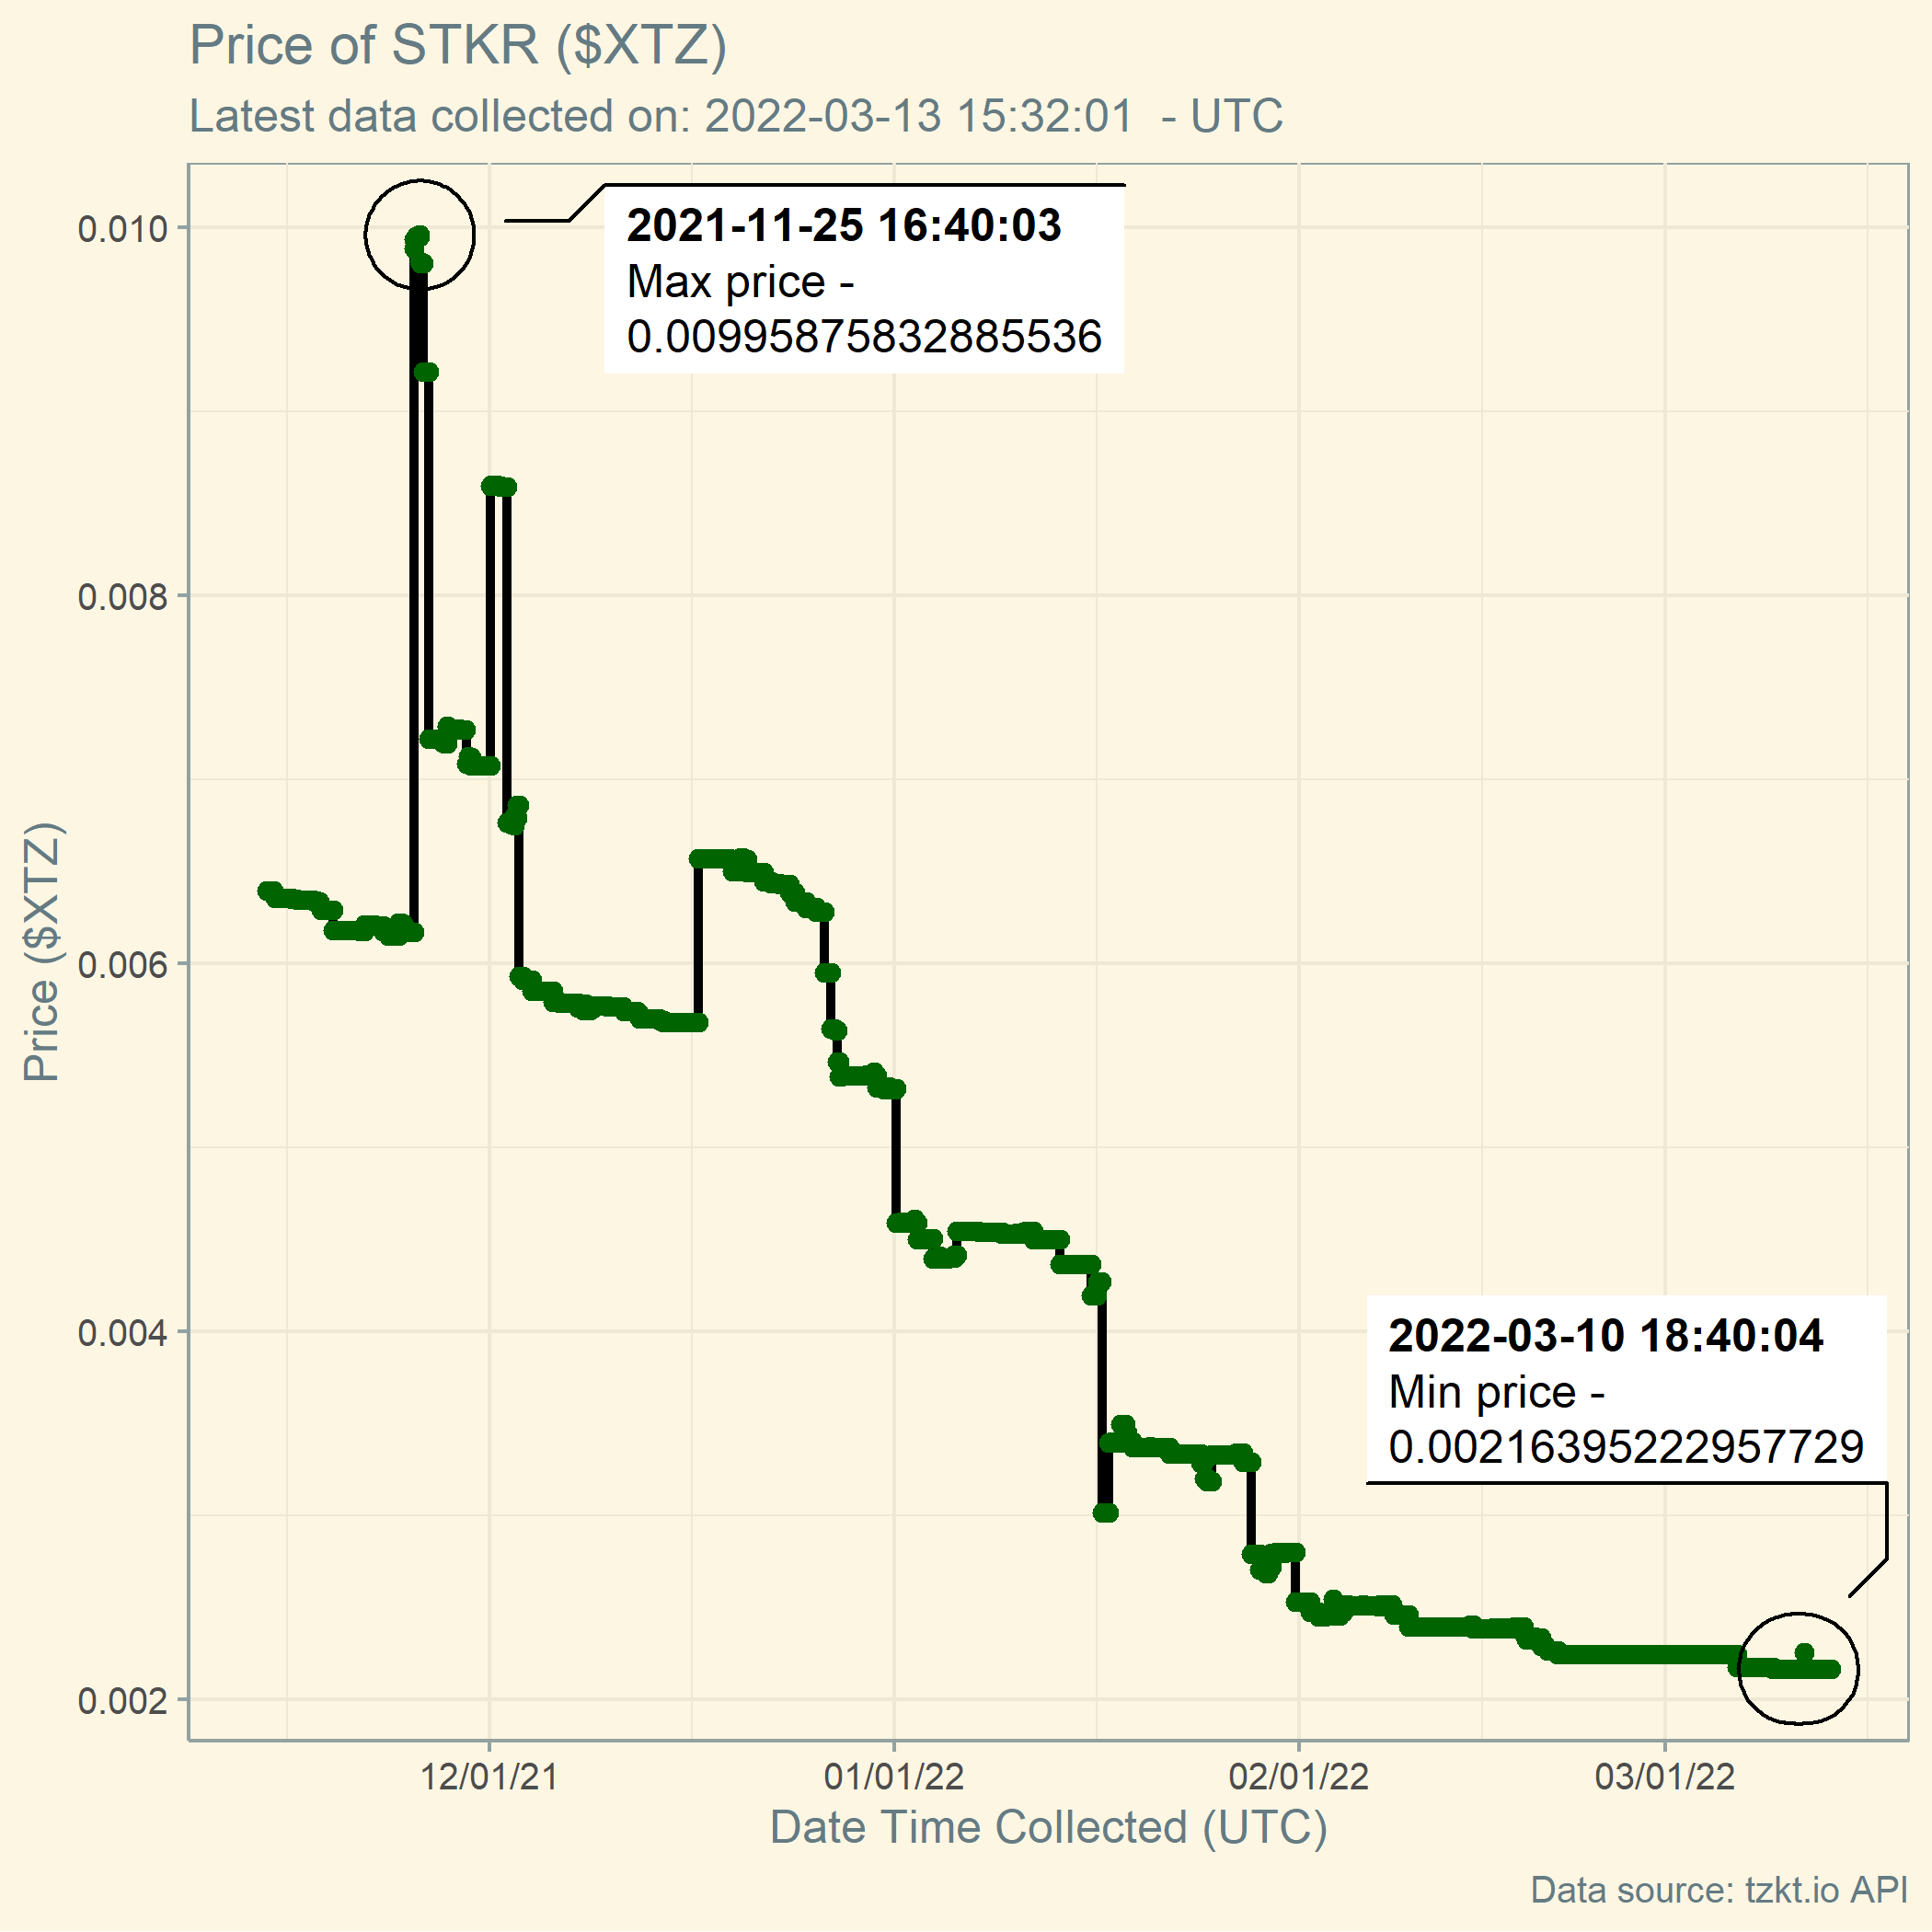 Price of STKR ($XTZ)
Latest data collected on: 2022-03-13 15:32:01  - UTC
0.010
0.008
0.006
0.004
0.002
Price ($XTZ)
2021-11-25 16:40:03
Max price -
0.00995875832885536
2022-03-10 18:40:04
Min price -
0.002163952222957729
12/01/21
01/01/22
02/01/22
03/01/22
Date Time Collected (UTC)
Data source: tzkt.io API